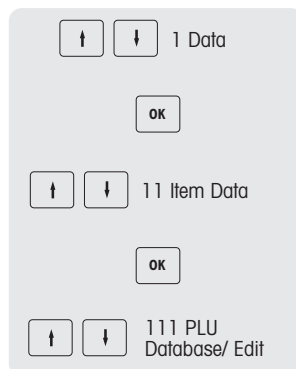 1 Data
OK
11 Item Data
OK
111 PLU
Database/ Edit